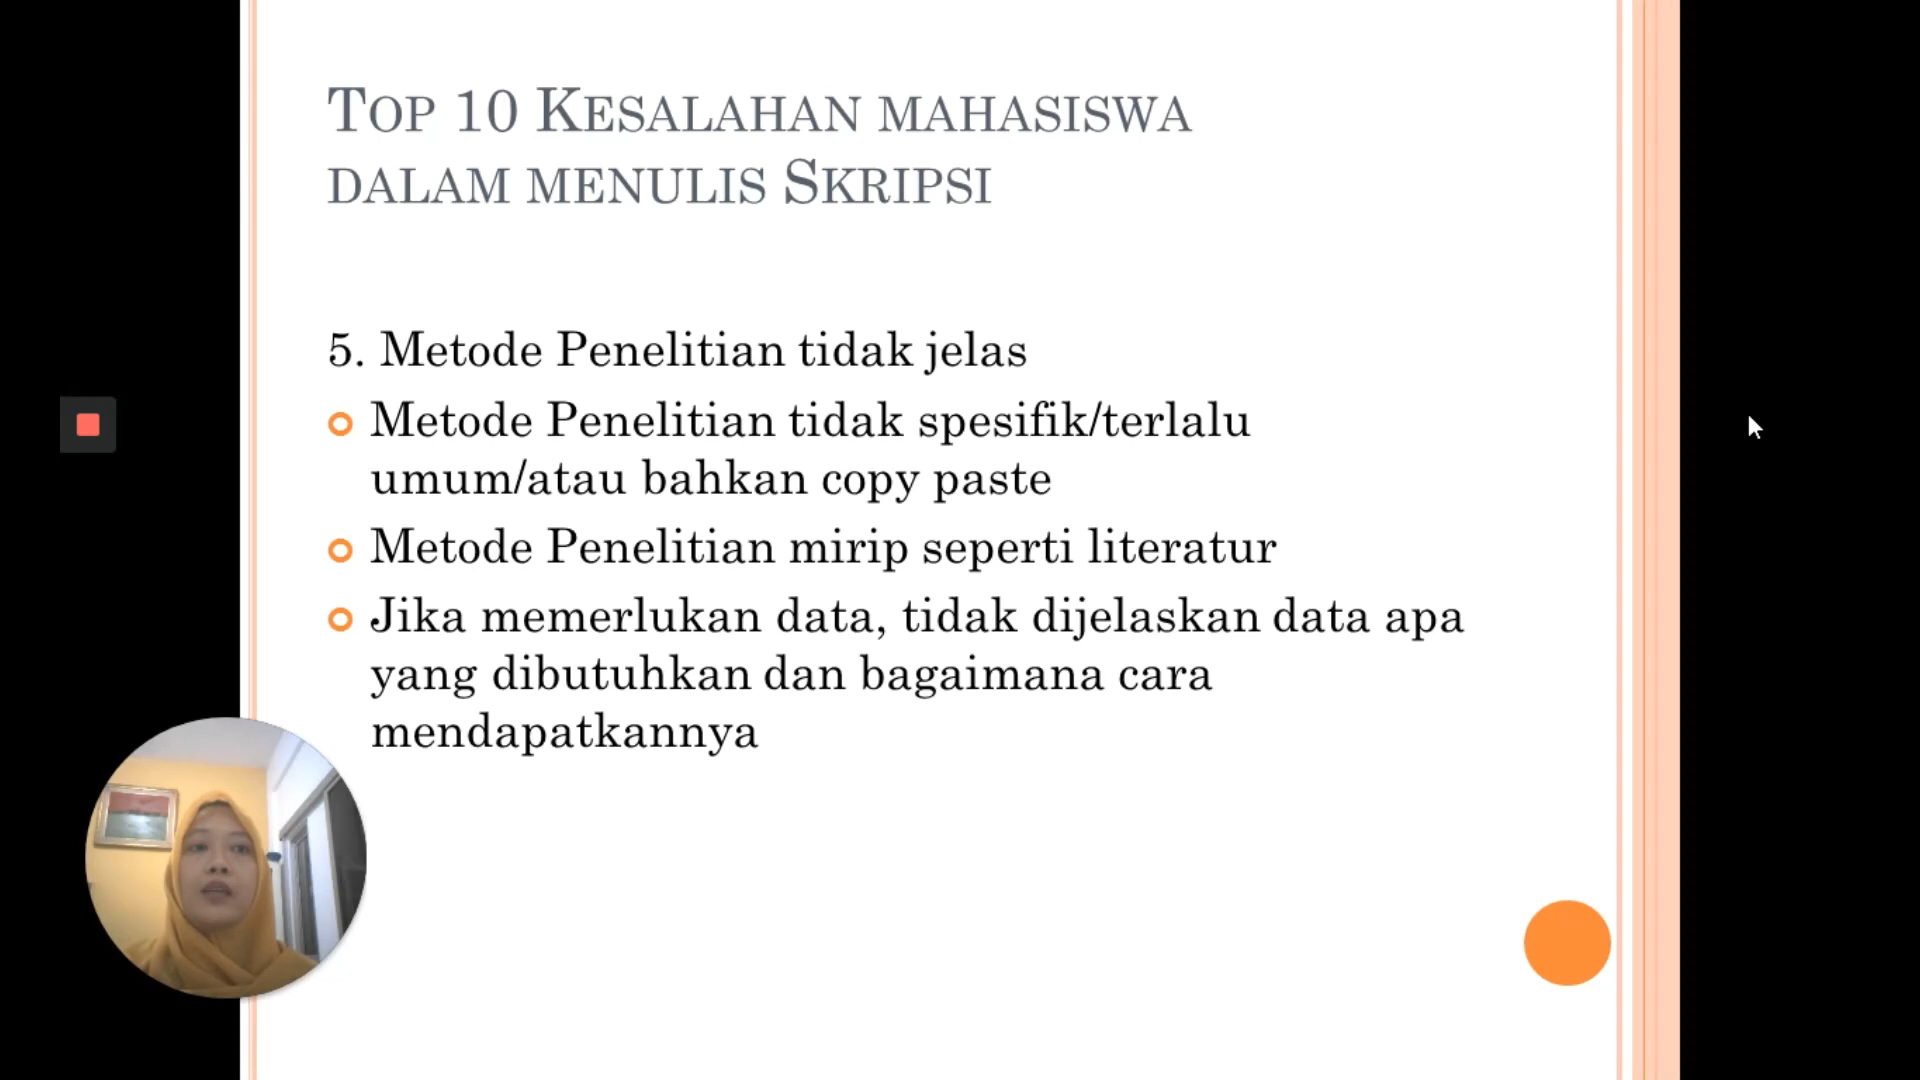 Top 10 Kesalahan mahasiswa
dalam menulis Skripsi
5. Metode Penelitian tidak jelas
Metode Penelitian tidak spesifik/terlalu
umum/atau bahkan copy paste
Metode Penelitian mirip seperti literatur
Jika memerlukan data, tidak dijelaskan data apa
yang dibutuhkan dan bagaimana cara
mendapatkannya